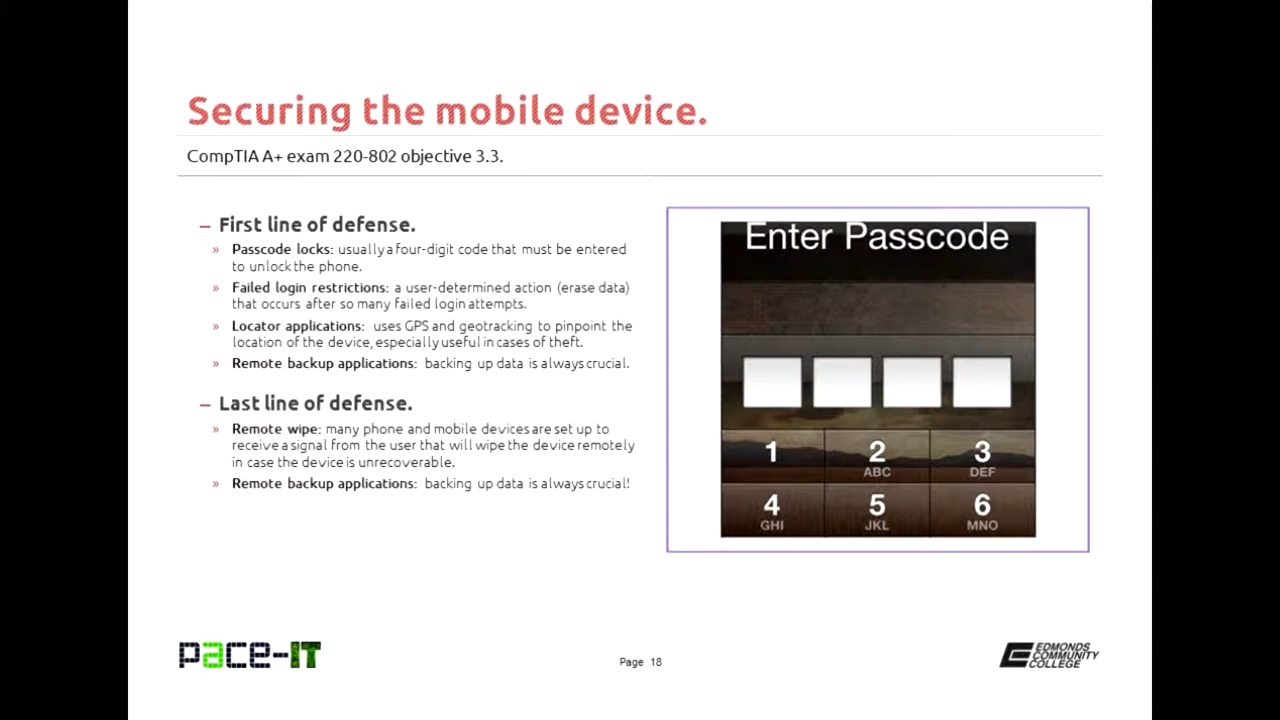 Securing the mobile device.
CompTIA A+ exam 220-802 objective 3.3.
– First line of defense.
» Passcode locks: usually a four-digit code that must be entered
to unlock the phone.
» Failed login restrictions: a user-determined action (erase data)
that occurs after so many failed login attempts.
» Locator applications: uses GPS and geotracking to pinpoint the
location of the device, especially useful in cases of theft.
» Remote backup applications: backing up data is always crucial.
– Last line of defense.
» Remote wipe: many phone and mobile devices are set up to
receive a signal from the user that will wipe the device remotely
in case the device is unrecoverable.
» Remote backup applications: backing up data is always crucial!
Enter Passcode
1 2 3
ABC DEF
4 5 6
GHI JKL MNO
pace-IT
Page 18
EDMONDS
COMMUNITY
COLLEGE